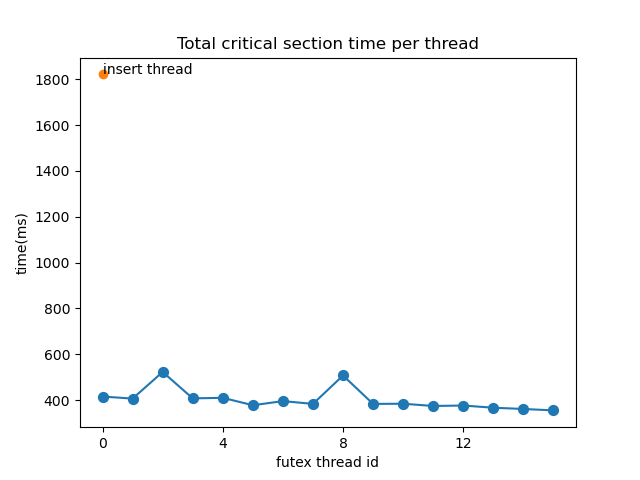 Total critical section time per thread
insert thread
1800
1600
1400
1200
1000
800
600
400
time(ms)
0 4 8 12
futex thread id